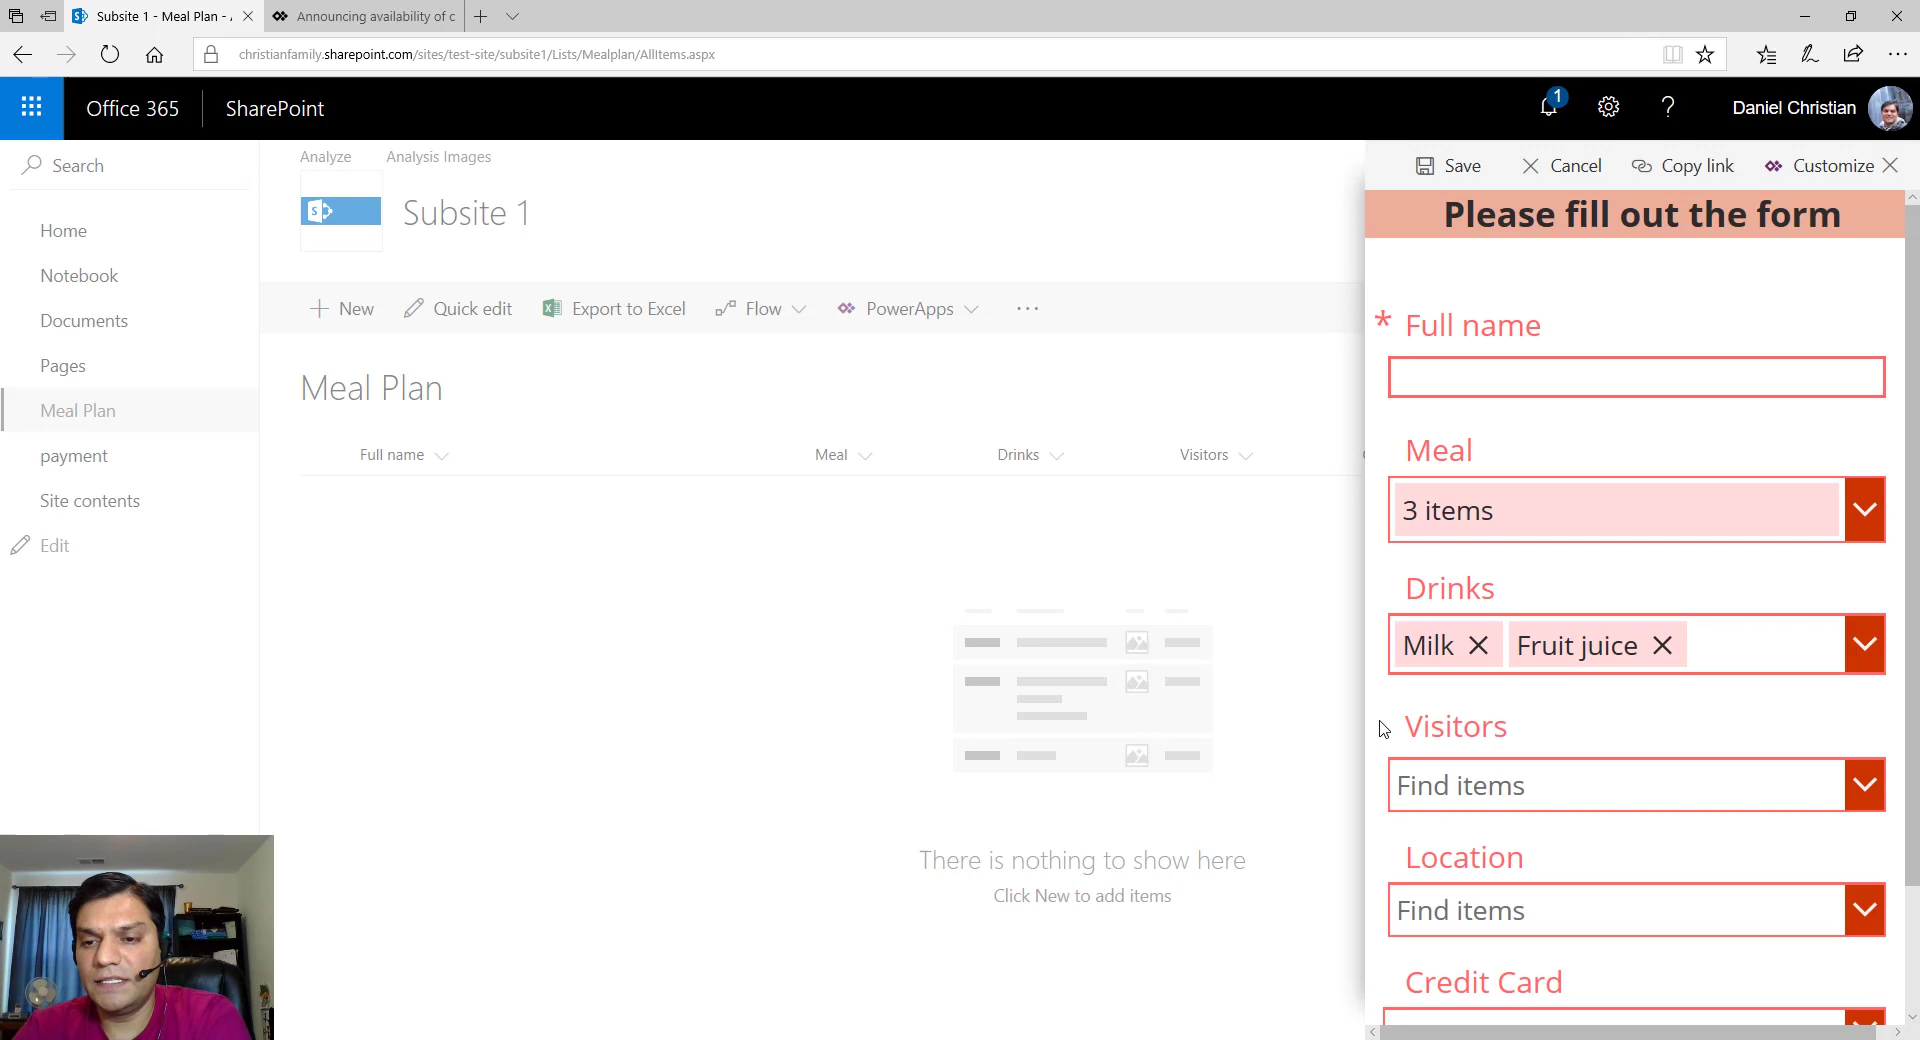 Subsite 1 - Meal Plan - A
Announcing availability of c
christianfamily.sharepoint.com/sites/test-site/subsite1/Lists/Mealplan/AllItems.aspx
Office 365
SharePoint
1
?
Daniel Christian
Search
Analyze
Analysis Images
Save
Cancel
Copy link
Customize
S
Subsite 1
Please fill out the form
Home
Notebook
Documents
Pages
Meal Plan
payment
Site contents
Edit
New
Quick edit
Export to Excel
Flow
PowerApps
Meal Plan
Full name
Meal
Drinks
Visitors
There is nothing to show here
Click New to add items
* Full name
Meal
3 items
Drinks
Milk
Fruit juice
Visitors
Find items
Location
Find items
Credit Card